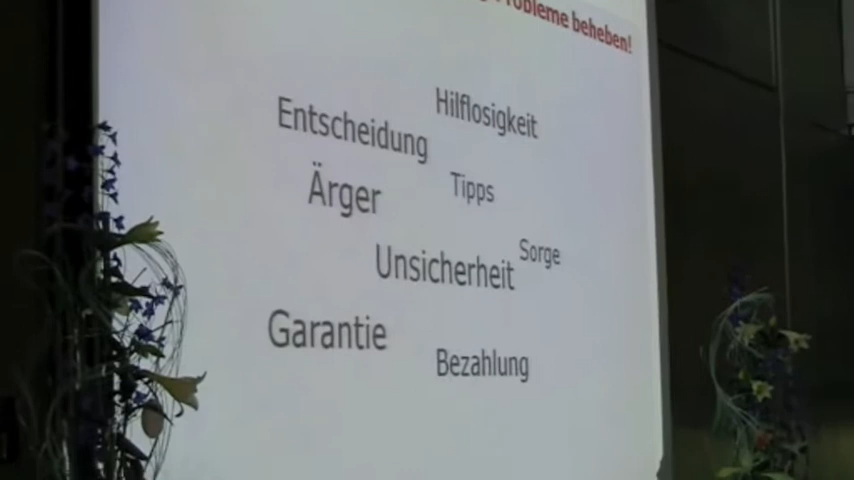 Probleme beheben!
Hilflosigkeit
Entscheidung
Tipps
Ärger
Sorge
Unsicherheit
Garantie
Bezahlung